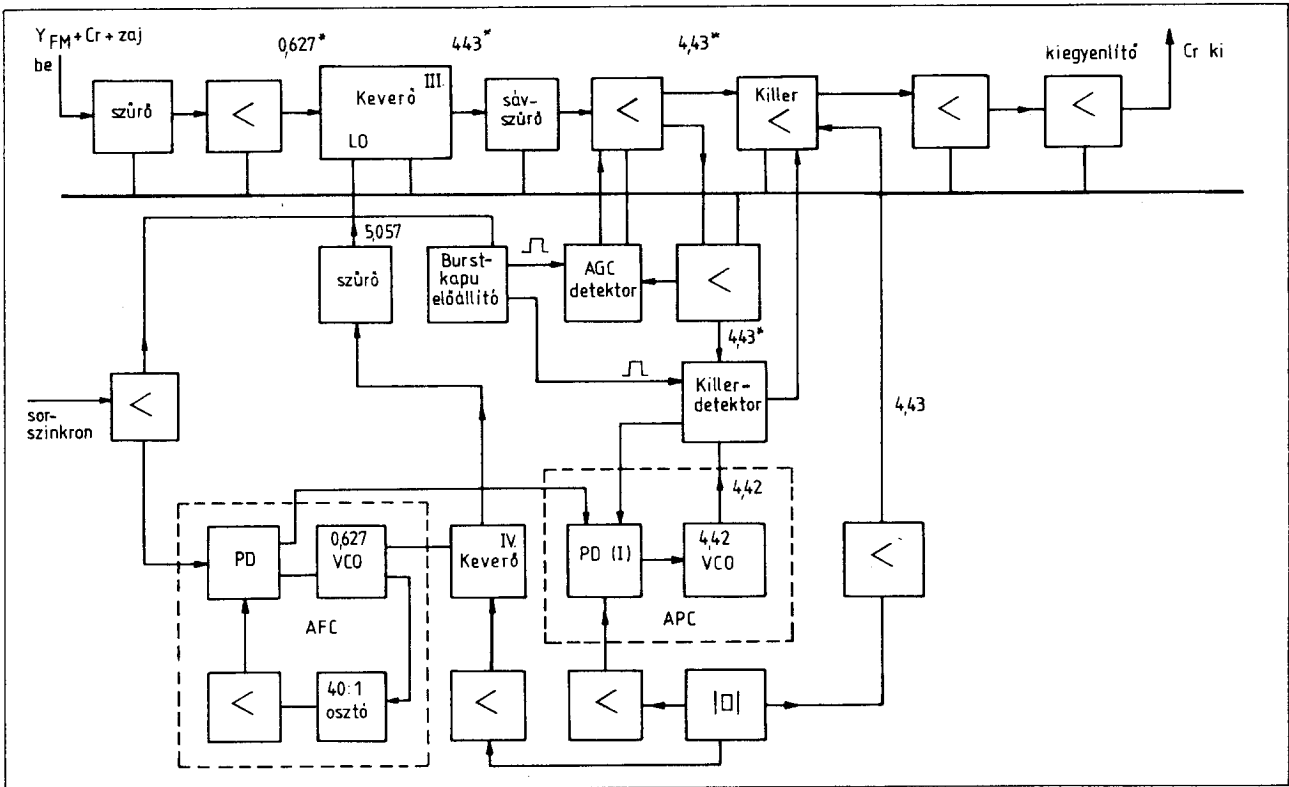 Y FM + Cr + zaj
be
0,627*
443*
4,43*
kiegyenlítő
Cr ki
szűrő
<
Keverő III.
LO
sáv-
szűrő
<
Killer
<
<
<
5,057
szűrő
Burst-
kapu
előállító
AGC
detektor
<
4,43*
Killer-
detektor
4,43
<
sor-
szinkron
4,42
PD
0,627
VCO
IV.
Keverő
PD (I)
4,42
VCO
<
AFC
APC
<
40:1
osztó
<
<